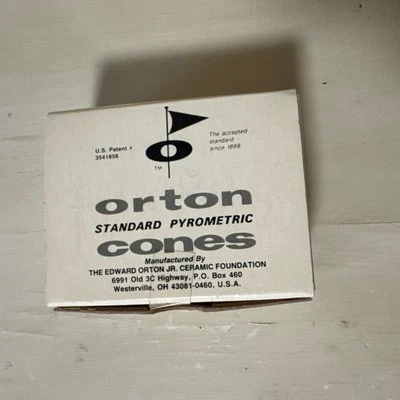 U.S. Patent #
3541856
The accepted
standard
since 1896
TM
orton
STANDARD PYROMETRIC
cones
Manufactured By
THE EDWARD ORTON JR. CERAMIC FOUNDATION
6991 Old 3C Highway, P.O. Box 460
Westerville, OH 43081-0460, U.S.A.